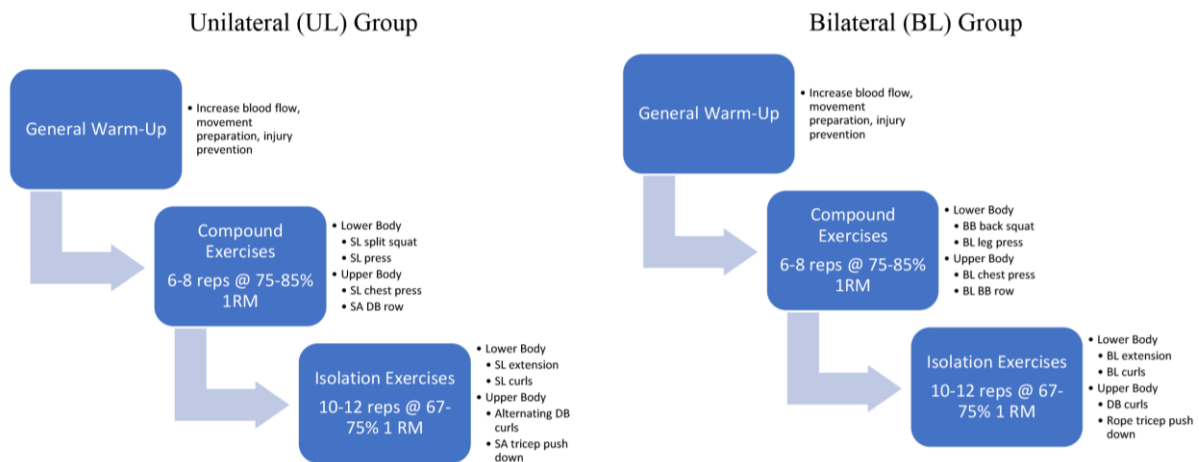 Unilateral (UL) Group
General Warm-Up
• Increase blood flow,
movement
preparation, injury
prevention
Compound
Exercises
6-8 reps @ 75-85%
1RM
• Lower Body
• SL split squat
• SL press
• Upper Body
• SL chest press
• SA DB row
Isolation Exercises
10-12 reps @ 67-
75% 1 RM
• Lower Body
• SL extension
• SL curls
• Upper Body
• Alternating DB
curls
• SA tricep push
down
Bilateral (BL) Group
General Warm-Up
• Increase blood flow,
movement
preparation, injury
prevention
Compound
Exercises
6-8 reps @ 75-85%
1RM
• Lower Body
• BB back squat
• BL leg press
• Upper Body
• BL chest press
• BL BB row
Isolation Exercises
10-12 reps @ 67-
75% 1 RM
• Lower Body
• BL extension
• BL curls
• Upper Body
• DB curls
• Rope tricep push
down